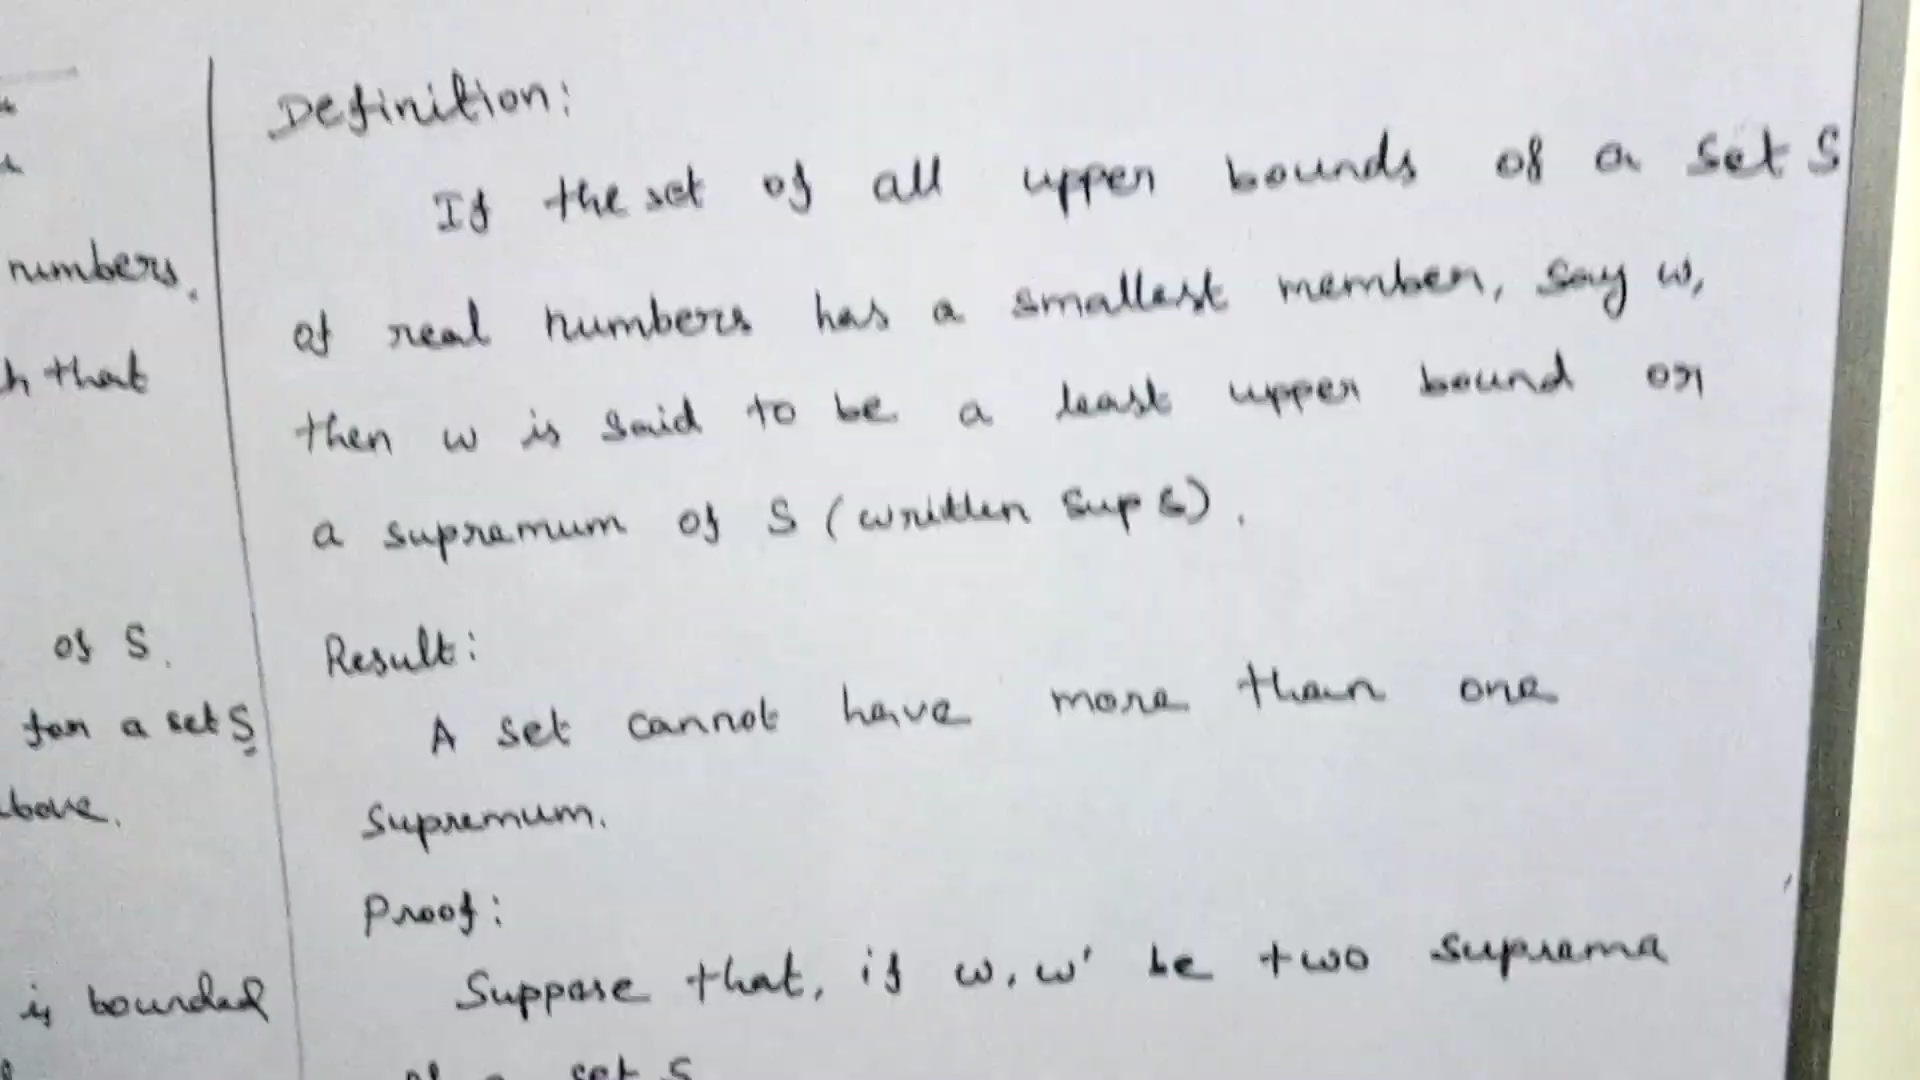 numbers.
h that
of S.
for a set S
bove.
is bounded
Definition:
If the set of all upper bounds of a set S
of real numbers has a smallest member, say w,
then w is said to be a least upper bound or
a supremum of S (written Sup S).
Result:
A set cannot have more than one
Supremum.
Proof:
Suppose that, if w, w' be two suprema
of a set S